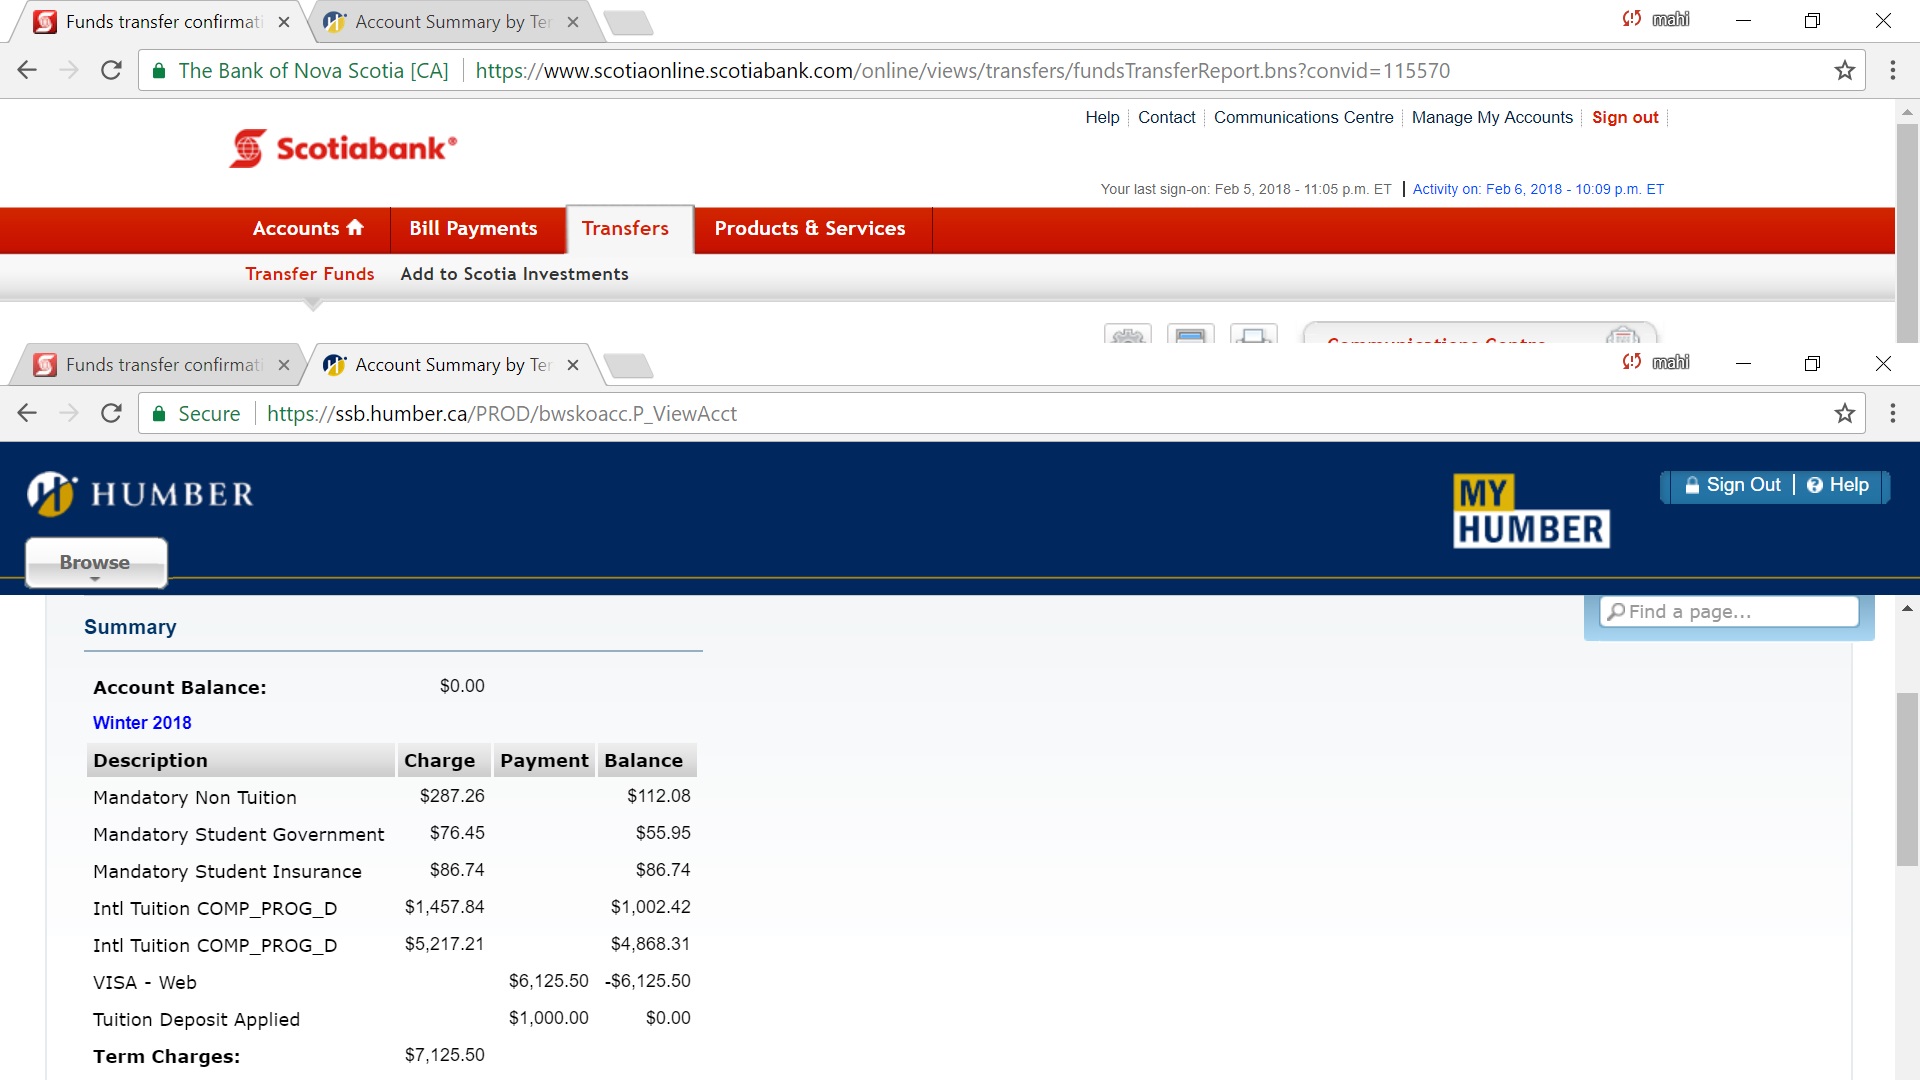 Funds transfer confirmati
Account Summary by Ter
mahi
The Bank of Nova Scotia [CA]
https://www.scotiaonline.scotiabank.com/online/views/transfers/fundsTransferReport.bns?convid=115570
Help Contact Communications Centre Manage My Accounts Sign out
Scotiabank®
Your last sign-on: Feb 5, 2018 - 11:05 p.m. ET | Activity on: Feb 6, 2018 - 10:09 p.m. ET
Accounts Bill Payments Transfers Products & Services
Transfer Funds Add to Scotia Investments
Communications Centre
Funds transfer confirmati
Account Summary by Ter
mahi
Secure
https://ssb.humber.ca/PROD/bwskoacc.P_ViewAcct
HUMBER
MY
HUMBER
Sign Out | Help
Browse
Find a page...
Summary
Account Balance: $0.00
Winter 2018
Description Charge Payment Balance
Mandatory Non Tuition $287.26 $112.08
Mandatory Student Government $76.45 $55.95
Mandatory Student Insurance $86.74 $86.74
Intl Tuition COMP_PROG_D $1,457.84 $1,002.42
Intl Tuition COMP_PROG_D $5,217.21 $4,868.31
VISA - Web $6,125.50 -$6,125.50
Tuition Deposit Applied $1,000.00 $0.00
Term Charges: $7,125.50